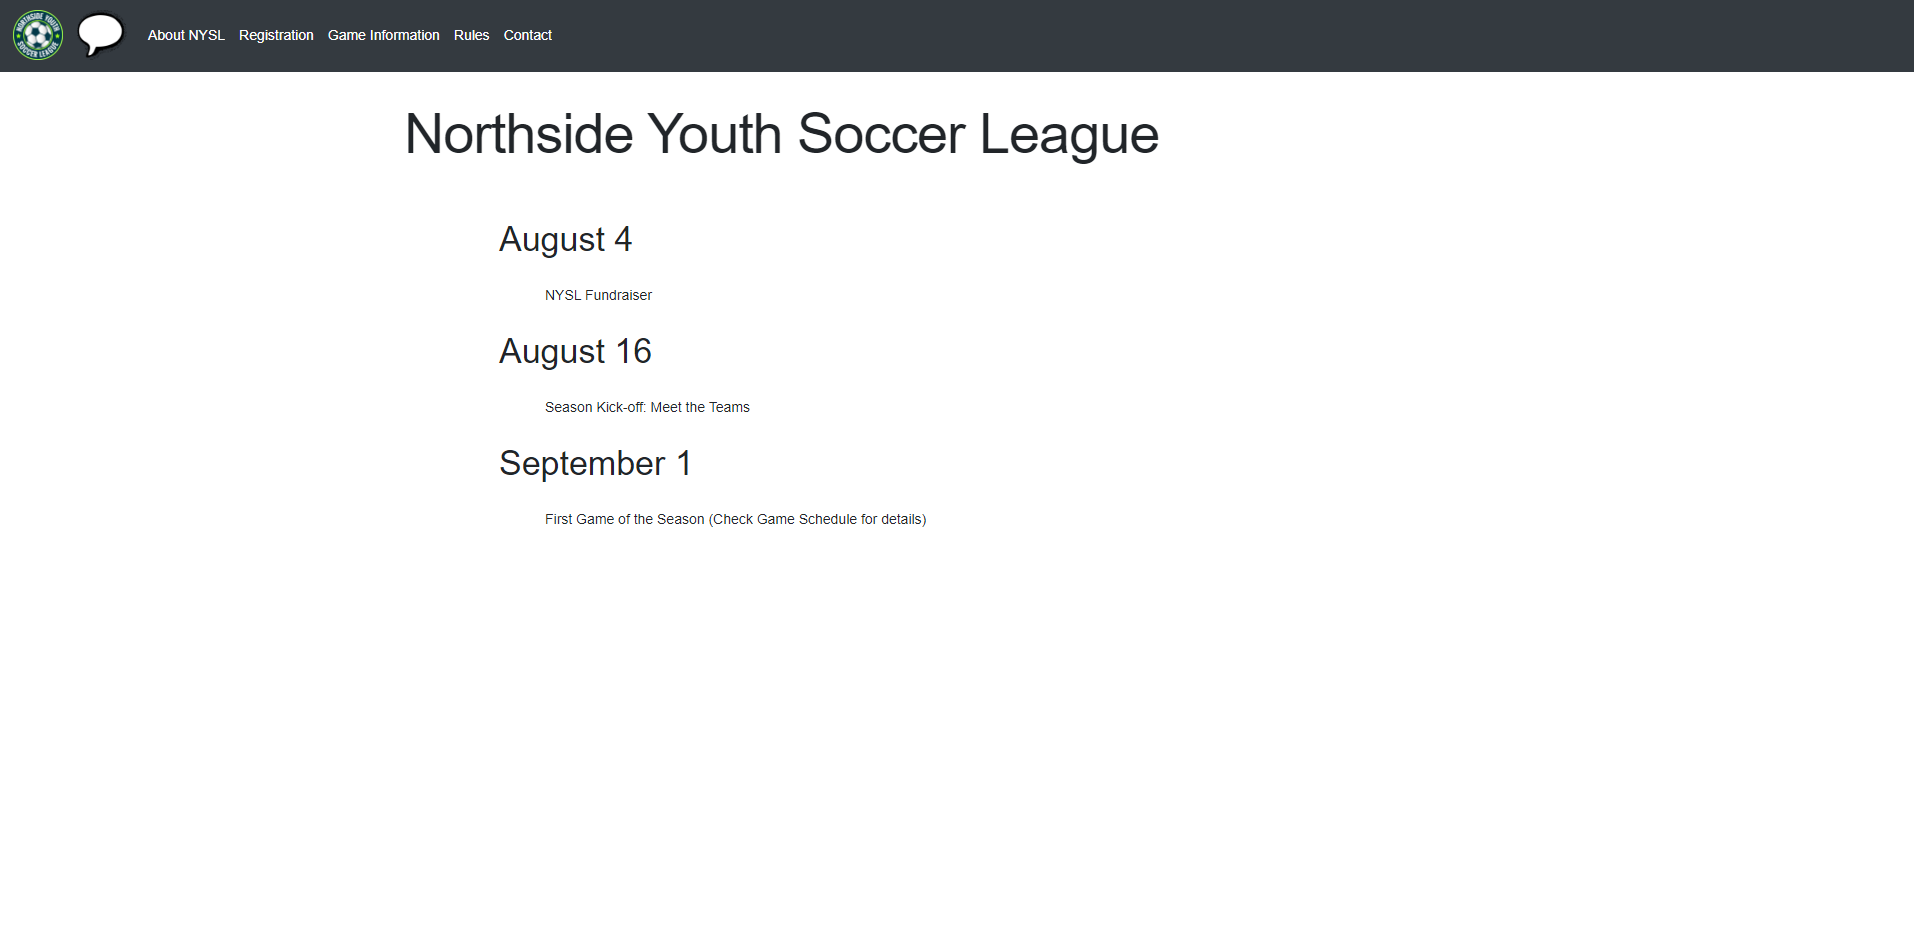 NORTHSIDE YOUTH
SOCCER LEAGUE
About NYSL Registration Game Information Rules Contact
Northside Youth Soccer League
August 4
NYSL Fundraiser
August 16
Season Kick-off: Meet the Teams
September 1
First Game of the Season (Check Game Schedule for details)